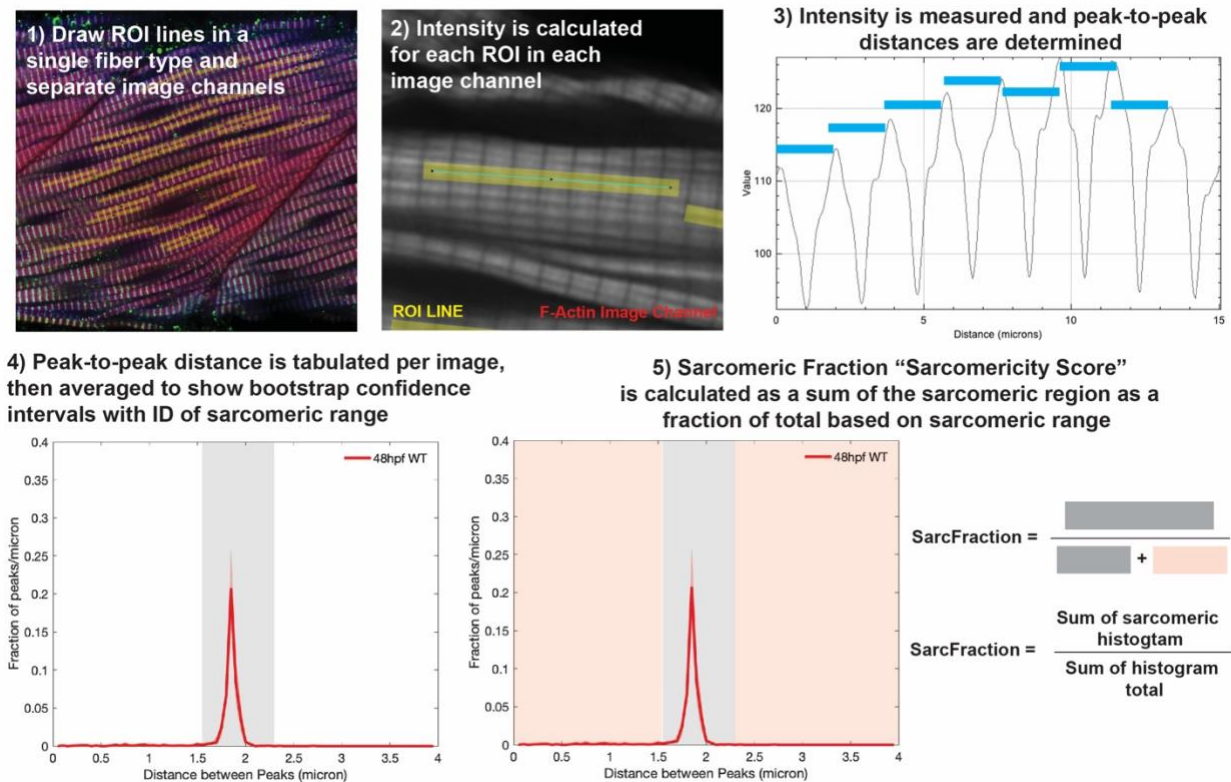 1) Draw ROI lines in a
single fiber type and
separate image channels
2) Intensity is calculated
for each ROI in each
image channel
ROI LINE
F-Actin Image Channel
3) Intensity is measured and peak-to-peak
distances are determined
120
110
100
Value
0
5
10
15
Distance (microns)
4) Peak-to-peak distance is tabulated per image,
then averaged to show bootstrap confidence
intervals with ID of sarcomeric range
0.4
0.35
0.3
0.25
0.2
0.15
0.1
0.05
0
Fraction of peaks/micron
48hpf WT
0
0.5
1
1.5
2
2.5
3
3.5
4
Distance between Peaks (micron)
5) Sarcomeric Fraction “Sarcomericity Score”
is calculated as a sum of the sarcomeric region as a
fraction of total based on sarcomeric range
0.4
0.35
0.3
0.25
0.2
0.15
0.1
0.05
0
Fraction of peaks/micron
48hpf WT
0
0.5
1
1.5
2
2.5
3
3.5
4
Distance between Peaks (micron)
SarcFraction =
+
SarcFraction =
Sum of sarcomeric
histogtam
Sum of histogram
total